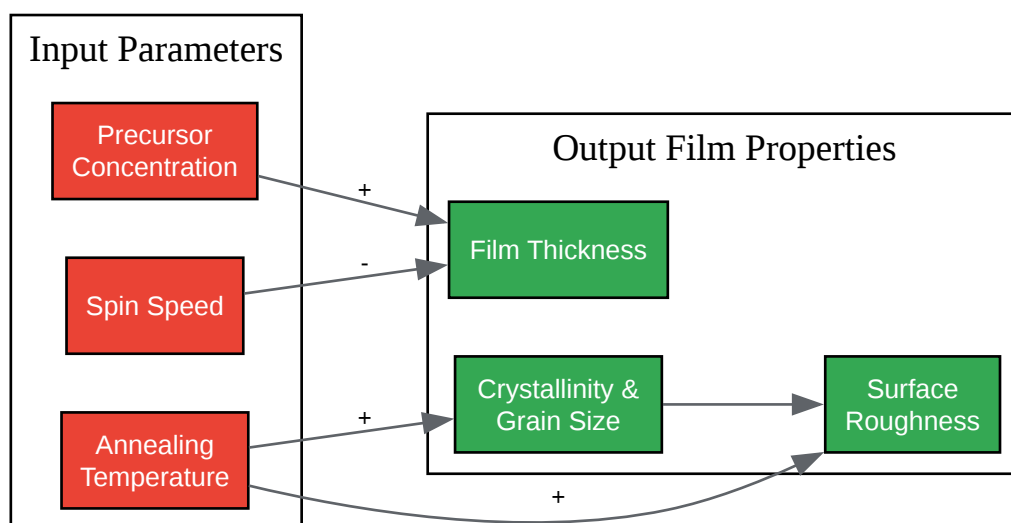 Input Parameters
Precursor
Concentration
+
Output Film Properties
Film Thickness
Spin Speed
-
Annealing
Temperature
+
Crystallinity &
Grain Size
Surface
Roughness
+